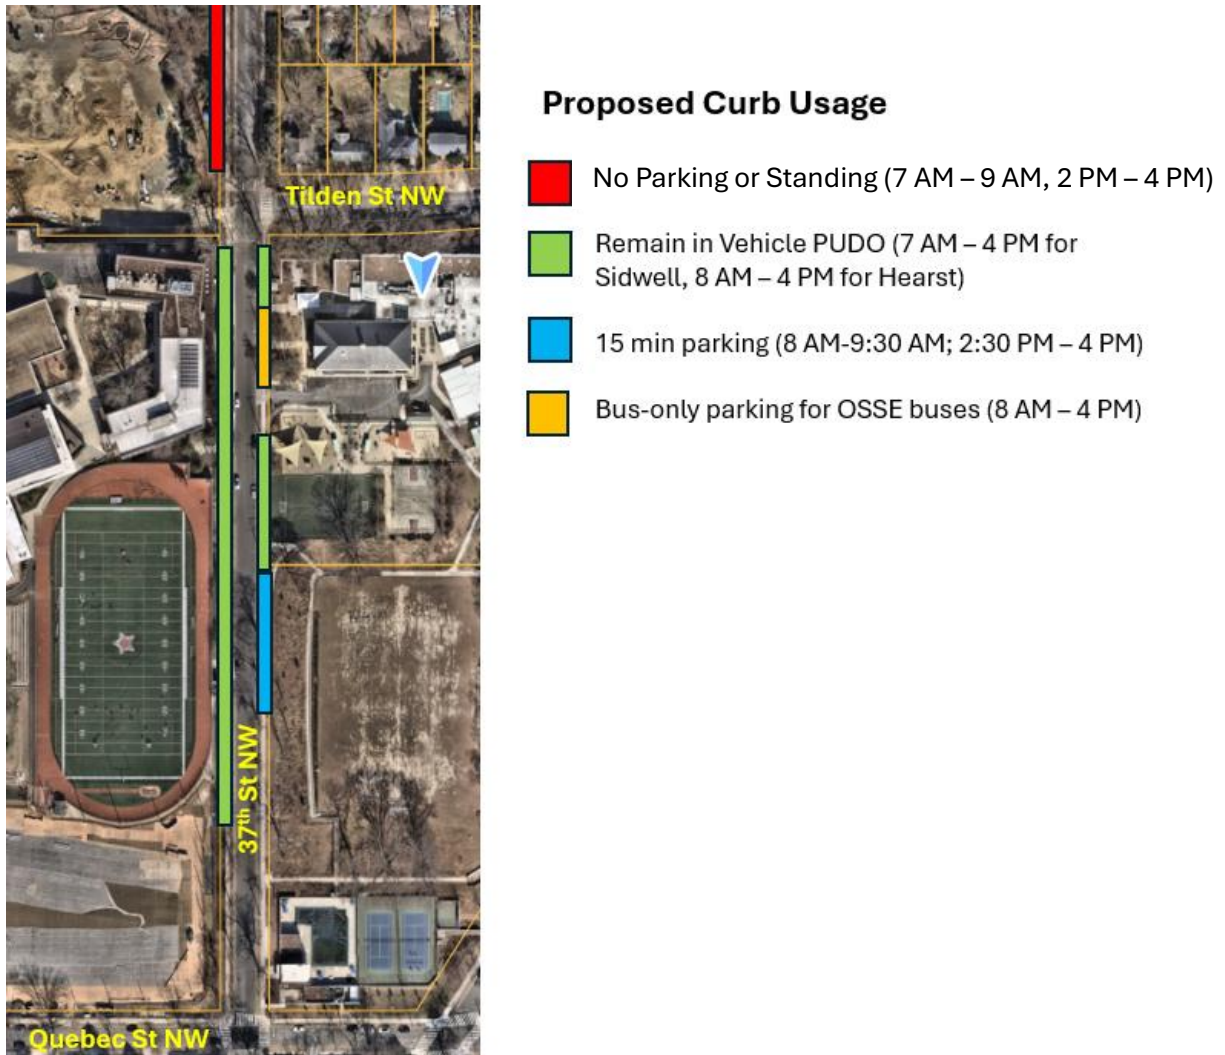 Proposed Curb Usage
No Parking or Standing (7 AM – 9 AM, 2 PM – 4 PM)
Remain in Vehicle PUDO (7 AM – 4 PM for
Sidwell, 8 AM – 4 PM for Hearst)
15 min parking (8 AM-9:30 AM; 2:30 PM – 4 PM)
Bus-only parking for OSSE buses (8 AM – 4 PM)
Tilden St NW
37th St NW
Quebec St NW